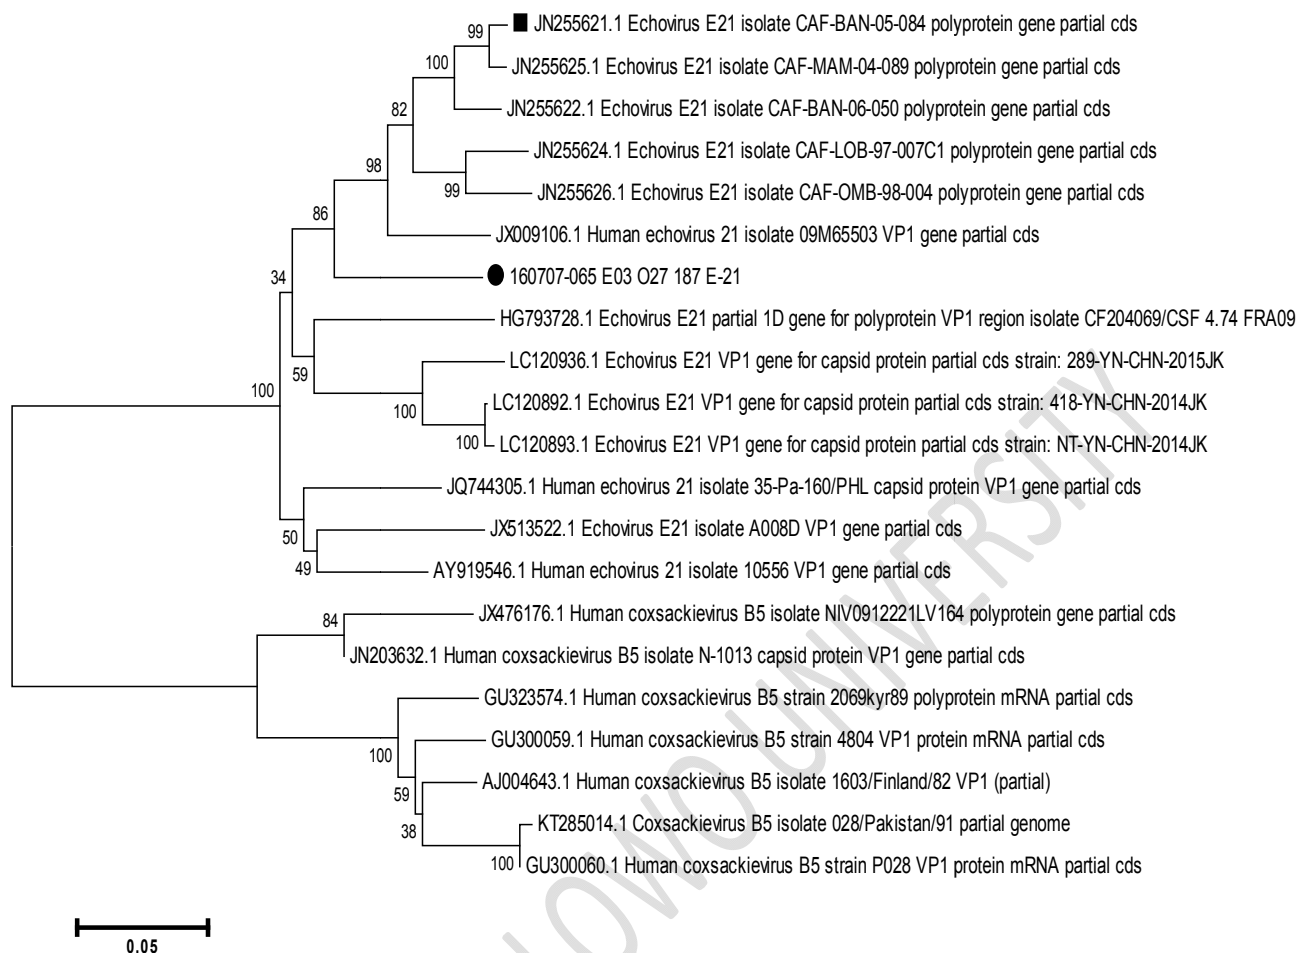 JN255621.1 Echovirus E21 isolate CAF-BAN-05-084 polyprotein gene partial cds
99
JN255625.1 Echovirus E21 isolate CAF-MAM-04-089 polyprotein gene partial cds
100
JN255622.1 Echovirus E21 isolate CAF-BAN-06-050 polyprotein gene partial cds
82
JN255624.1 Echovirus E21 isolate CAF-LOB-97-007C1 polyprotein gene partial cds
98
99
JN255626.1 Echovirus E21 isolate CAF-OMB-98-004 polyprotein gene partial cds
86
JX009106.1 Human echovirus 21 isolate 09M65503 VP1 gene partial cds
34
160707-065 E03 O27 187 E-21
HG793728.1 Echovirus E21 partial 1D gene for polyprotein VP1 region isolate CF204069/CSF 4.74 FRA09
59
LC120936.1 Echovirus E21 VP1 gene for capsid protein partial cds strain: 289-YN-CHN-2015JK
100
100
LC120892.1 Echovirus E21 VP1 gene for capsid protein partial cds strain: 418-YN-CHN-2014JK
100
LC120893.1 Echovirus E21 VP1 gene for capsid protein partial cds strain: NT-YN-CHN-2014JK
JQ744305.1 Human echovirus 21 isolate 35-Pa-160/PHL capsid protein VP1 gene partial cds
50
JX513522.1 Echovirus E21 isolate A008D VP1 gene partial cds
49
AY919546.1 Human echovirus 21 isolate 10556 VP1 gene partial cds
84
JX476176.1 Human coxsackievirus B5 isolate NIV0912221LV164 polyprotein gene partial cds
JN203632.1 Human coxsackievirus B5 isolate N-1013 capsid protein VP1 gene partial cds
GU323574.1 Human coxsackievirus B5 strain 2069kyr89 polyprotein mRNA partial cds
100
GU300059.1 Human coxsackievirus B5 strain 4804 VP1 protein mRNA partial cds
59
AJ004643.1 Human coxsackievirus B5 isolate 1603/Finland/82 VP1 (partial)
38
KT285014.1 Coxsackievirus B5 isolate 028/Pakistan/91 partial genome
100
GU300060.1 Human coxsackievirus B5 strain P028 VP1 protein mRNA partial cds
0.05
LOWO UNIVERSITY